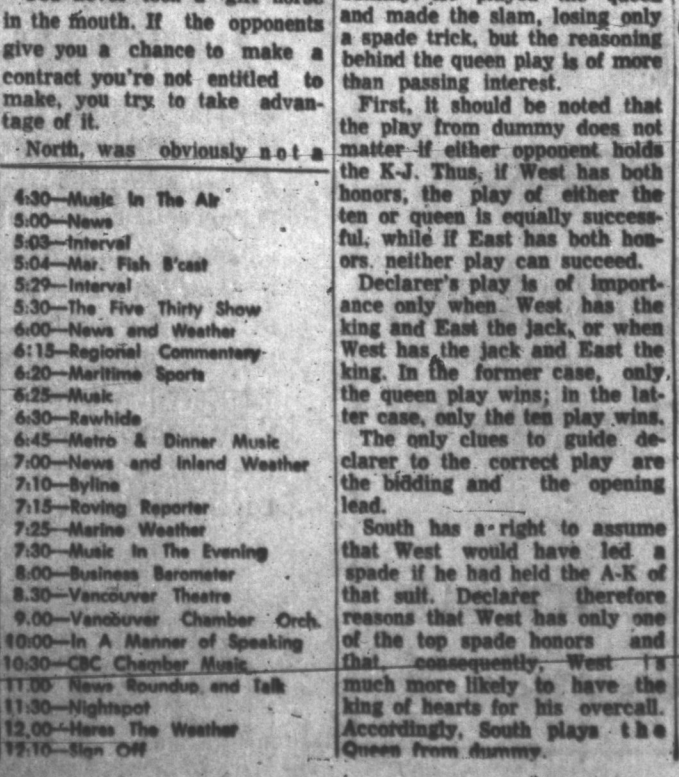 in the mouth. If the opponents
give you a chance to make a
contract you're not entitled to
make, you try to take advan-
tage of it.
North, was obviously not a
4:30—Music In The Air
5:00—News
5:03—Interval
5:04—Mar. Fish B'cast
5:29—Interval
5:30—The Five Thirty Show
6:00—News and Weather
6:15—Regional Commentary
6:20—Maritime Sports
6:25—Music
6:30—Rawhide
6:45—Metro & Dinner Music
7:00—News and Inland Weather
7:10—Byline
7:15—Roving Reporter
7:25—Marine Weather
7:30—Music In The Evening
8:00—Business Barometer
8.30—Vancouver Theatre
9.00—Vancouver Chamber Orch.
10:00—In A Manner of Speaking
10:30—CBC Chamber Music
11.00 News Roundup and Talk
11:30—Nightspot
12.00—Heres The Weather
12:10—Sign Off
and made the slam, losing only
a spade trick, but the reasoning
behind the queen play is of more
than passing interest.
First, it should be noted that
the play from dummy does not
matter if either opponent holds
the K-J. Thus, if West has both
honors, the play of either the
ten or queen is equally success-
ful, while if East has both hon-
ors, neither play can succeed.
Declarer's play is of import-
ance only when West has the
king and East the jack, or when
West has the jack and East the
king. In the former case, only
the queen play wins; in the lat-
ter case, only the ten play wins.
The only clues to guide de-
clarer to the correct play are
the bidding and the opening
lead.
South has a right to assume
that West would have led a
spade if he had held the A-K of
that suit. Declarer therefore
reasons that West has only one
of the top spade honors and
that consequently, West is
much more likely to have the
king of hearts for his overcall.
Accordingly, South plays the
Queen from dummy.